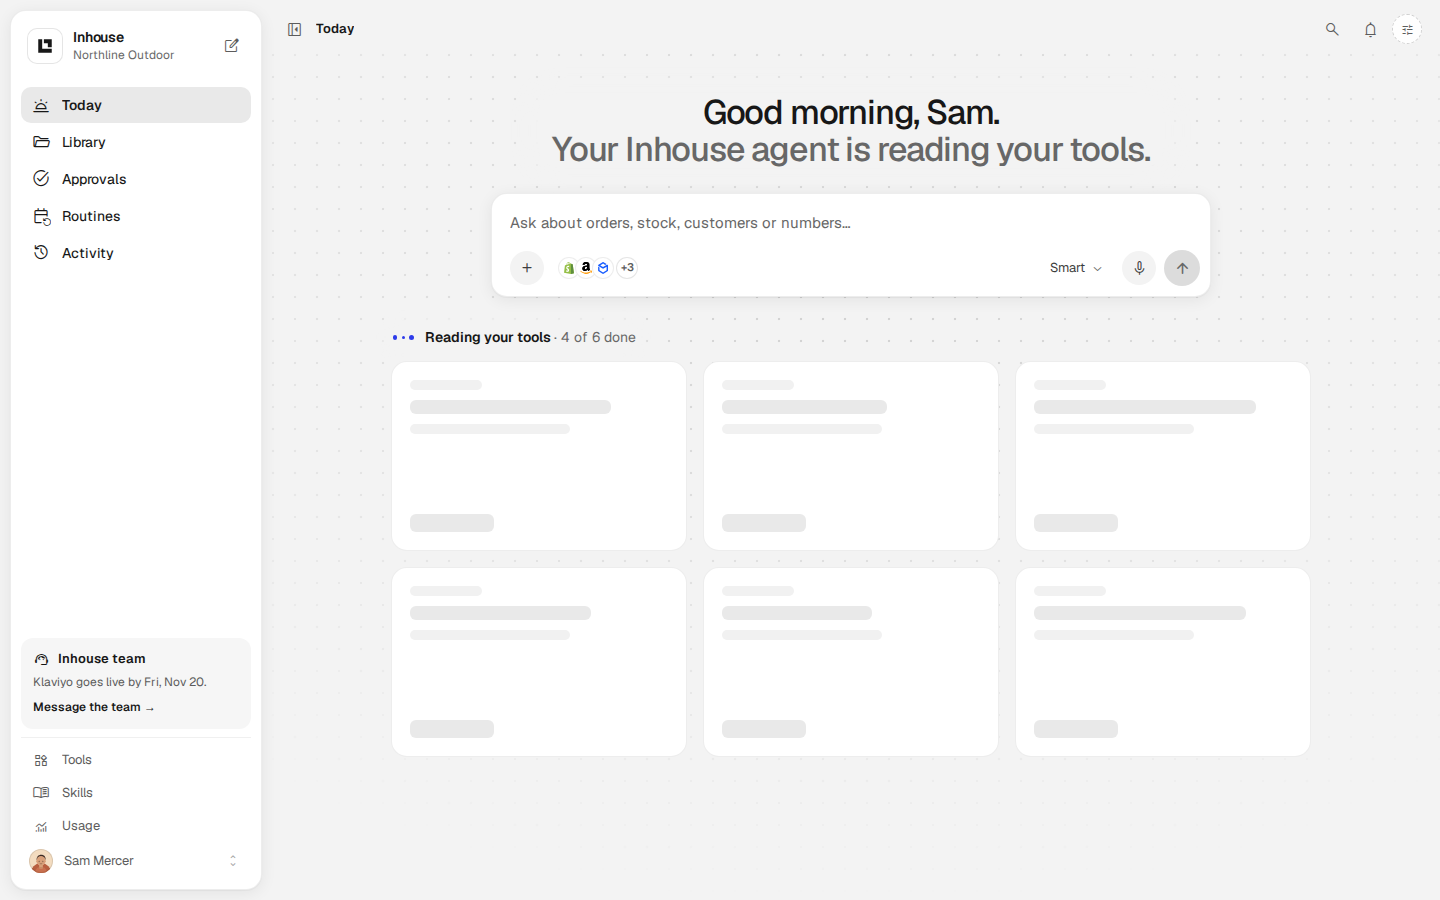 Inhouse
Northline Outdoor
Today
Library
Approvals
Routines
Activity
Inhouse team
Klaviyo goes live by Fri, Nov 20.
Message the team →
Tools
Skills
Usage
Sam Mercer
Today
Good morning, Sam.
Your Inhouse agent is reading your tools.
Ask about orders, stock, customers or numbers...
+3
Smart
Reading your tools · 4 of 6 done